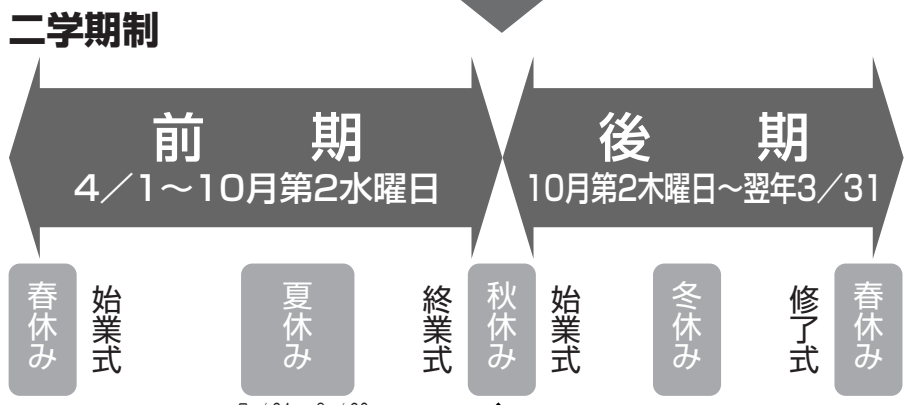 二学期制
前期
4／1～10月第2水曜日
後期
10月第2木曜日～翌年3／31
春休み
始業式
夏休み
終業式
秋休み
始業式
冬休み
修了式
春休み